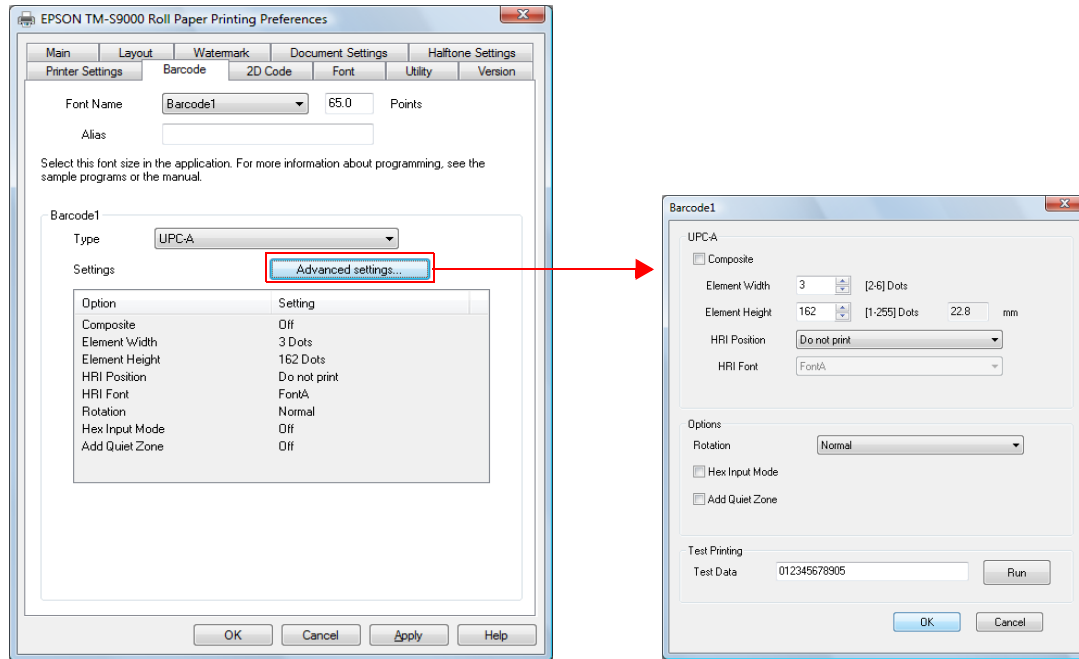 EPSON TM-S9000 Roll Paper Printing Preferences
Main Layout Watermark Document Settings Halftone Settings
Printer Settings Barcode 2D Code Font Utility Version
Font Name Barcode1 65.0 Points
Alias
Select this font size in the application. For more information about programming, see the
sample programs or the manual.
Barcode1
Type UPC-A
Settings Advanced settings...
Option Setting
Composite Off
Element Width 3 Dots
Element Height 162 Dots
HRI Position Do not print
HRI Font FontA
Rotation Normal
Hex Input Mode Off
Add Quiet Zone Off
OK Cancel Apply Help
Barcode1
UPC-A
Composite
Element Width 3 [2-6] Dots
Element Height 162 [1-255] Dots 22.8 mm
HRI Position Do not print
HRI Font FontA
Options
Rotation Normal
Hex Input Mode
Add Quiet Zone
Test Printing
Test Data 012345678905 Run
OK Cancel